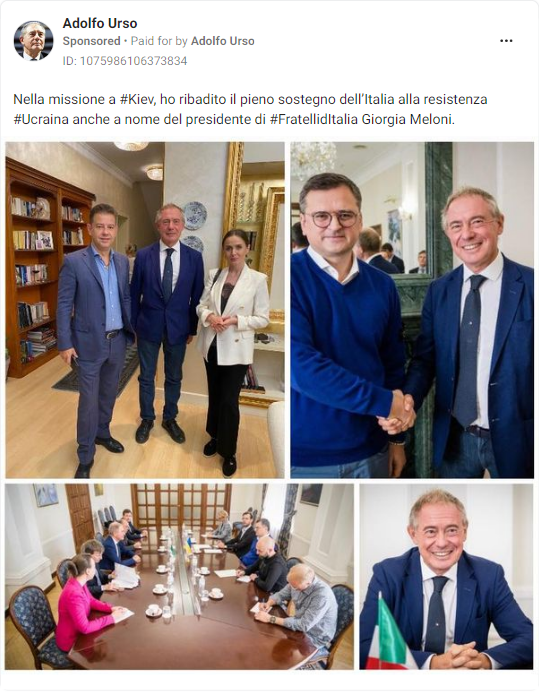 Adolfo Urso
Sponsored • Paid for by Adolfo Urso
ID: 1075986106373834
Nella missione a #Kiev, ho ribadito il pieno sostegno dell'Italia alla resistenza
#Ucraina anche a nome del presidente di #FratellidItalia Giorgia Meloni.